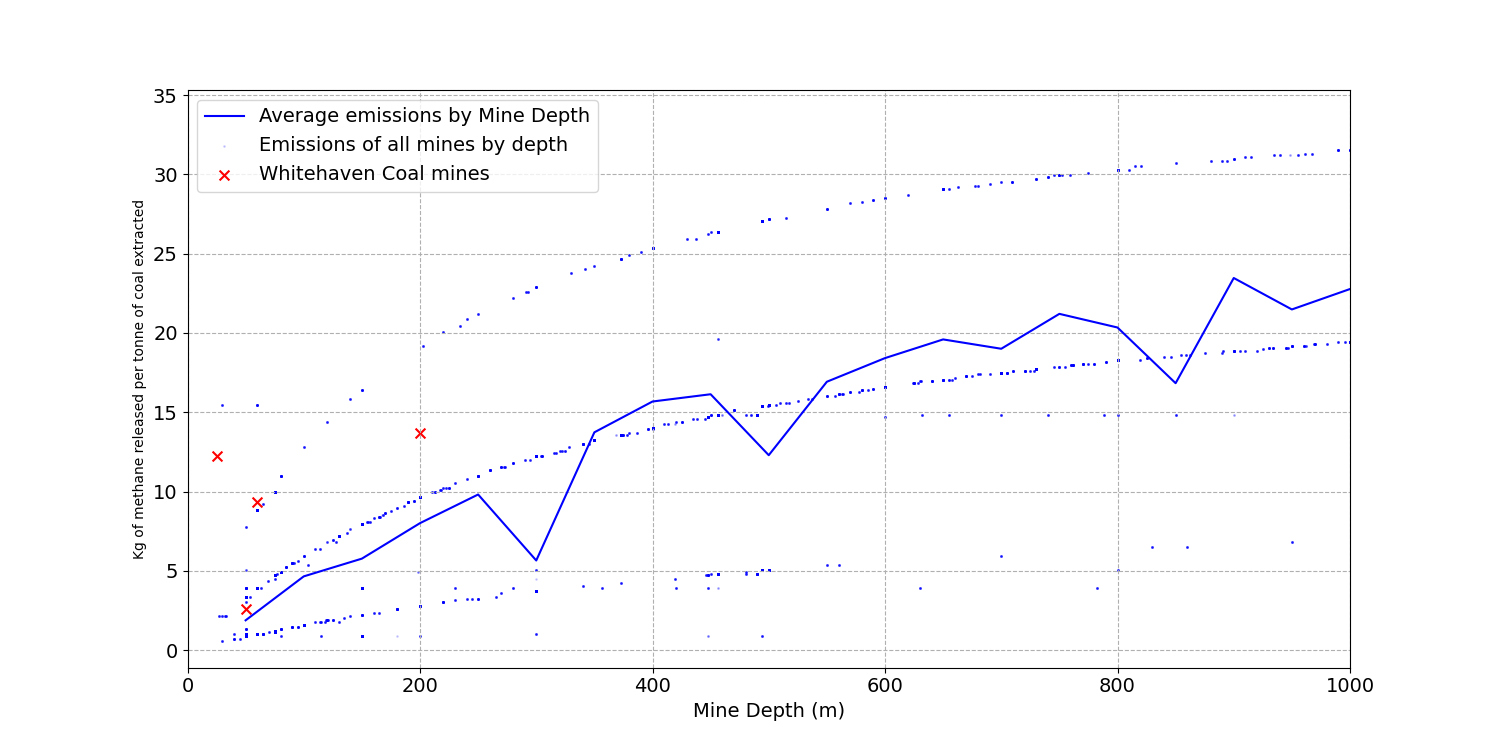 35
30
25
20
15
10
5
0
Kg of methane released per tonne of coal extracted
Average emissions by Mine Depth
Emissions of all mines by depth
Whitehaven Coal mines
0 200 400 600 800 1000
Mine Depth (m)